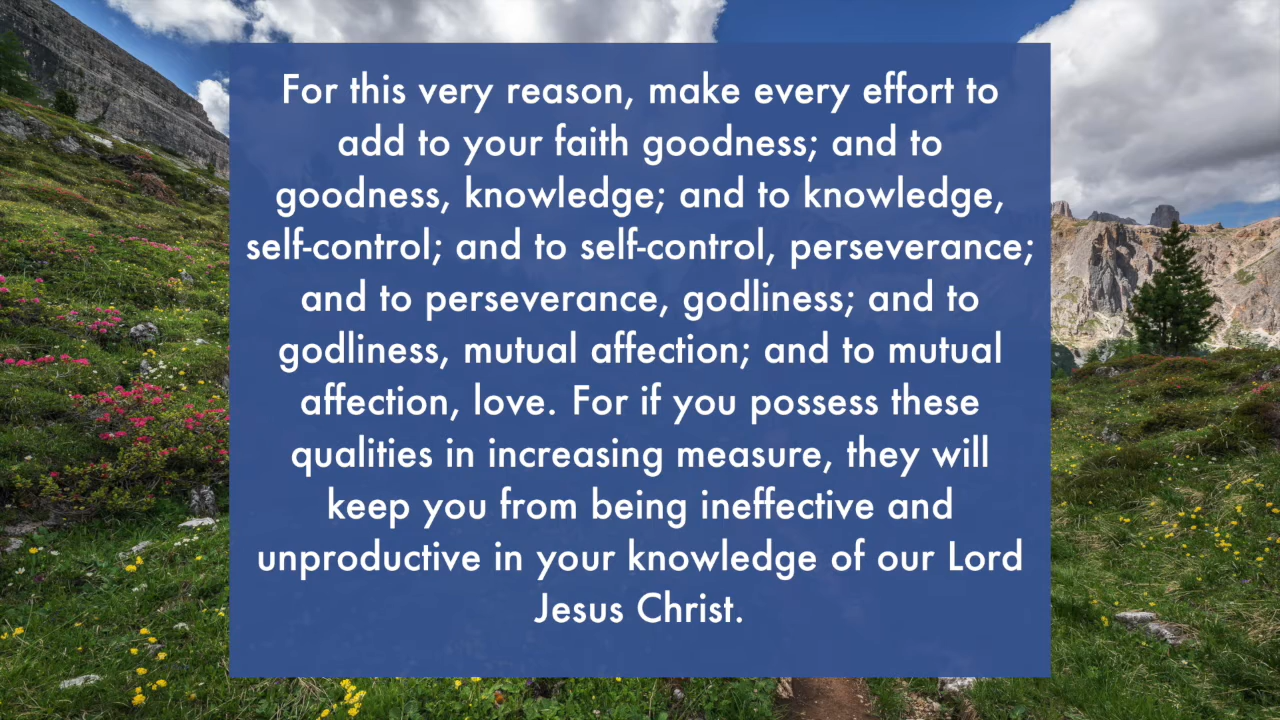 For this very reason, make every effort to
add to your faith goodness; and to
goodness, knowledge; and to knowledge,
self-control; and to self-control, perseverance;
and to perseverance, godliness; and to
godliness, mutual affection; and to mutual
affection, love. For if you possess these
qualities in increasing measure, they will
keep you from being ineffective and
unproductive in your knowledge of our Lord
Jesus Christ.